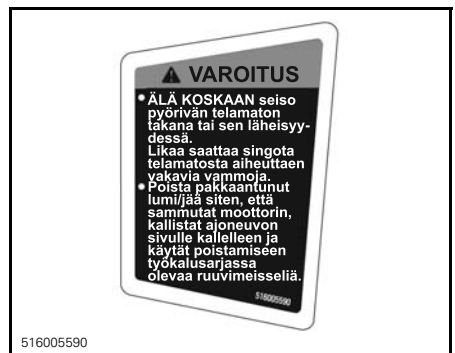 VAROITUS
• ÄLÄ KOSKAAN seiso
pyörivän telamaton
takana tai sen läheisyy-
dessä.
Likaa saattaa singota
telamatosta aiheuttaen
vakavia vammoja.
• Poista pakkaantunut
lumi/jää siten, että
sammutat moottorin,
kallistat ajoneuvon
sivulle kallelleen ja
käytät poistamiseen
työkalusarjassa
olevaa ruuvimeisseliä.
516005590
516005590